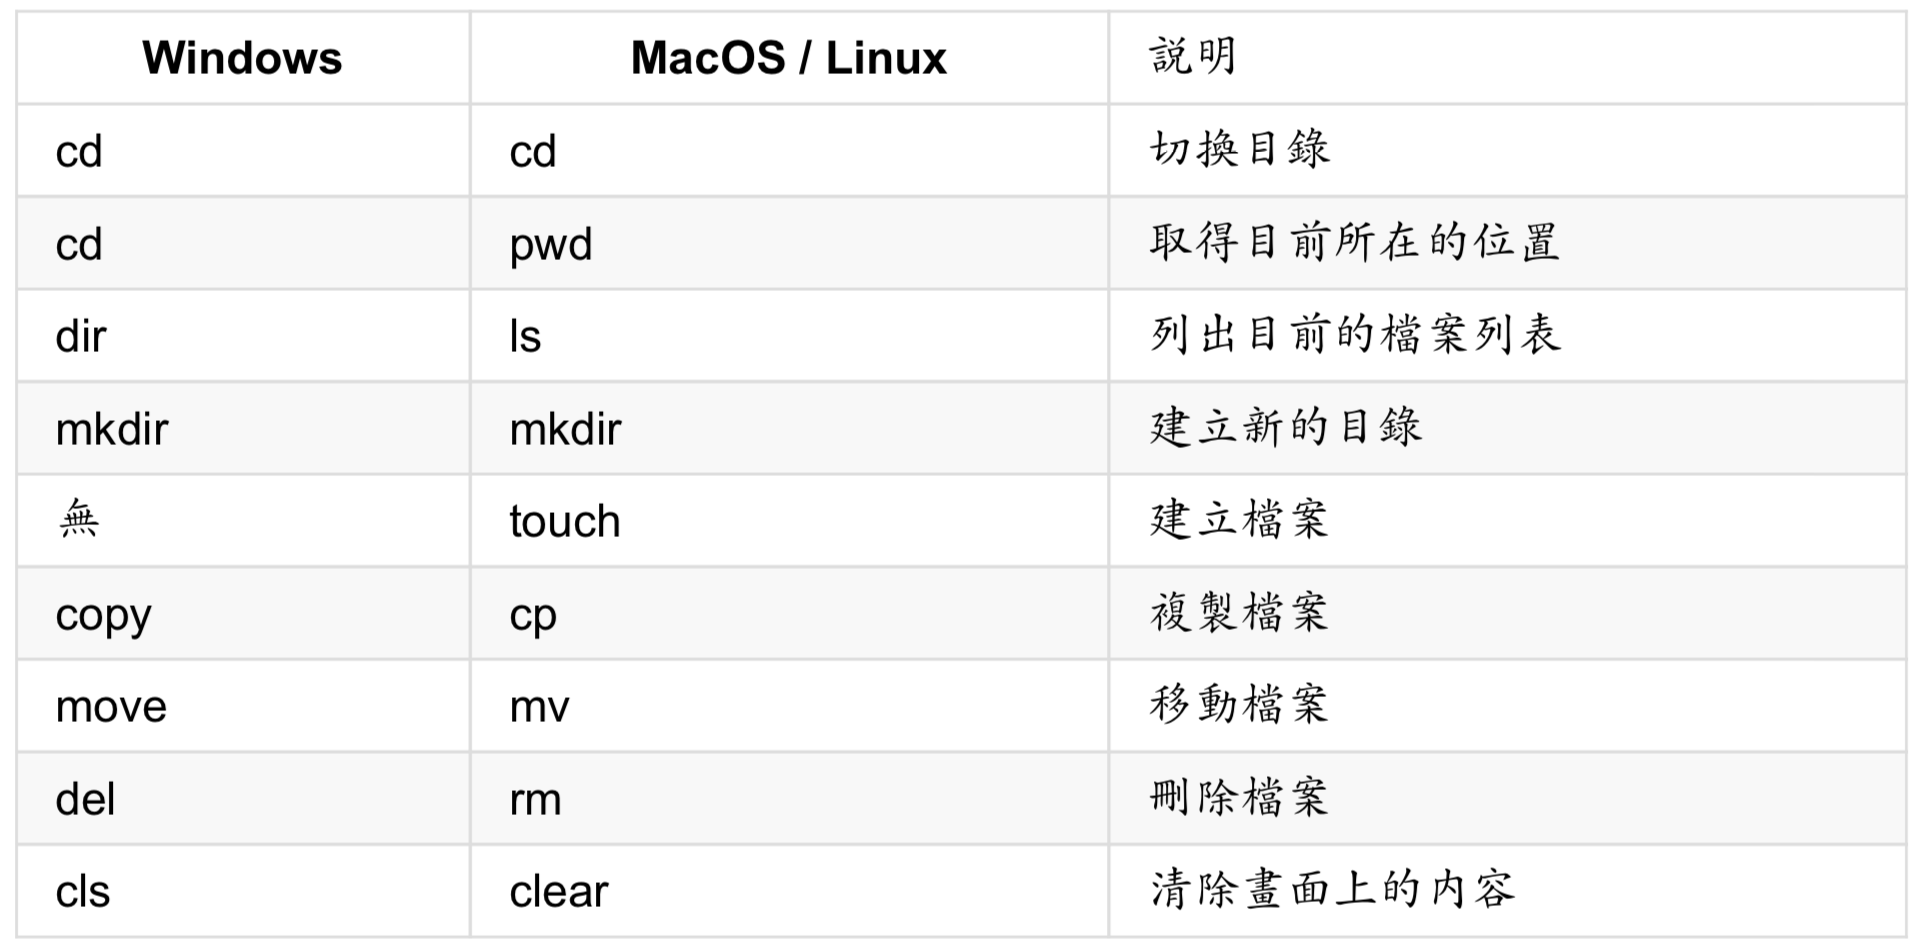 Windows MacOS / Linux 説明
cd cd 切換目錄
cd pwd 取得目前所在的位置
dir ls 列出目前的檔案列表
mkdir mkdir 建立新的目錄
無 touch 建立檔案
copy cp 複製檔案
move mv 移動檔案
del rm 刪除檔案
cls clear 清除畫面上的內容